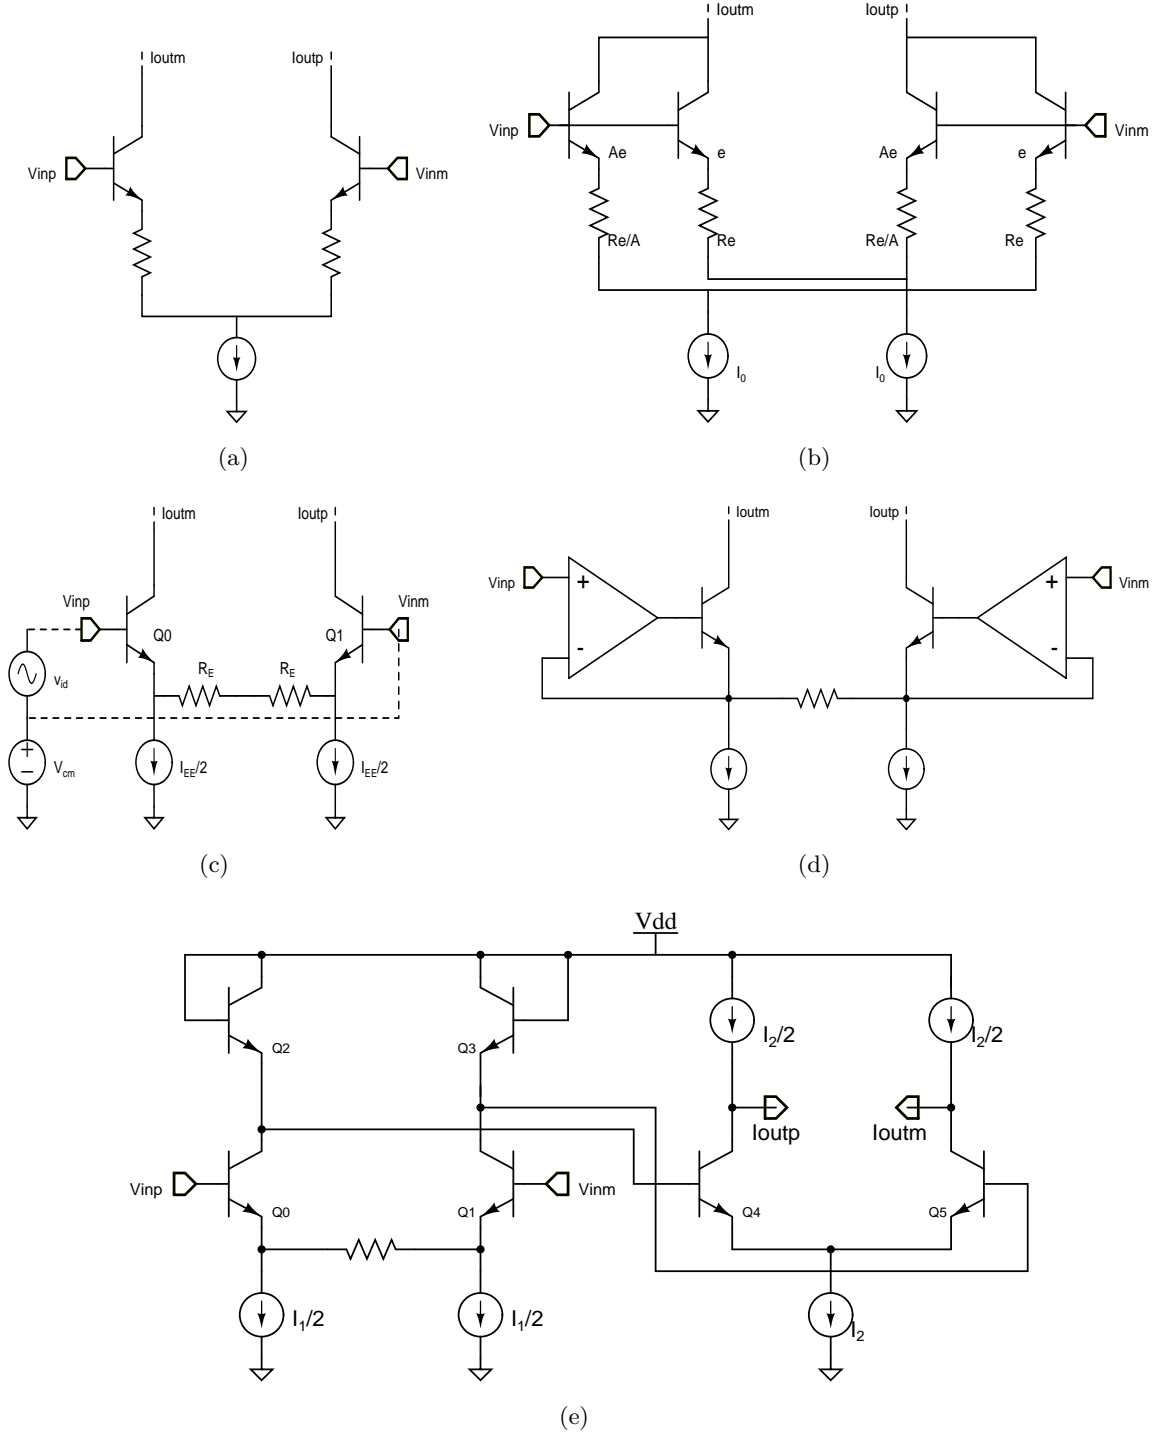 Ioutm Ioutp
Vinp Vinm
(a)
Ioutm Ioutp
Vinp Vinm
Ae e Ae e
Re/A Re Re/A Re
I0 I0
(b)
Ioutm Ioutp
Vinp Vinm
Q0 Q1
RE RE
vid
+
−
Vcm IEE/2 IEE/2
(c)
Ioutm Ioutp
Vinp + + Vinm
- -
(d)
Vdd
Q2 Q3 I2/2 I2/2
Ioutp Ioutm
Vinp Vinm
Q0 Q1 Q4 Q5
I1/2 I1/2 I2
(e)